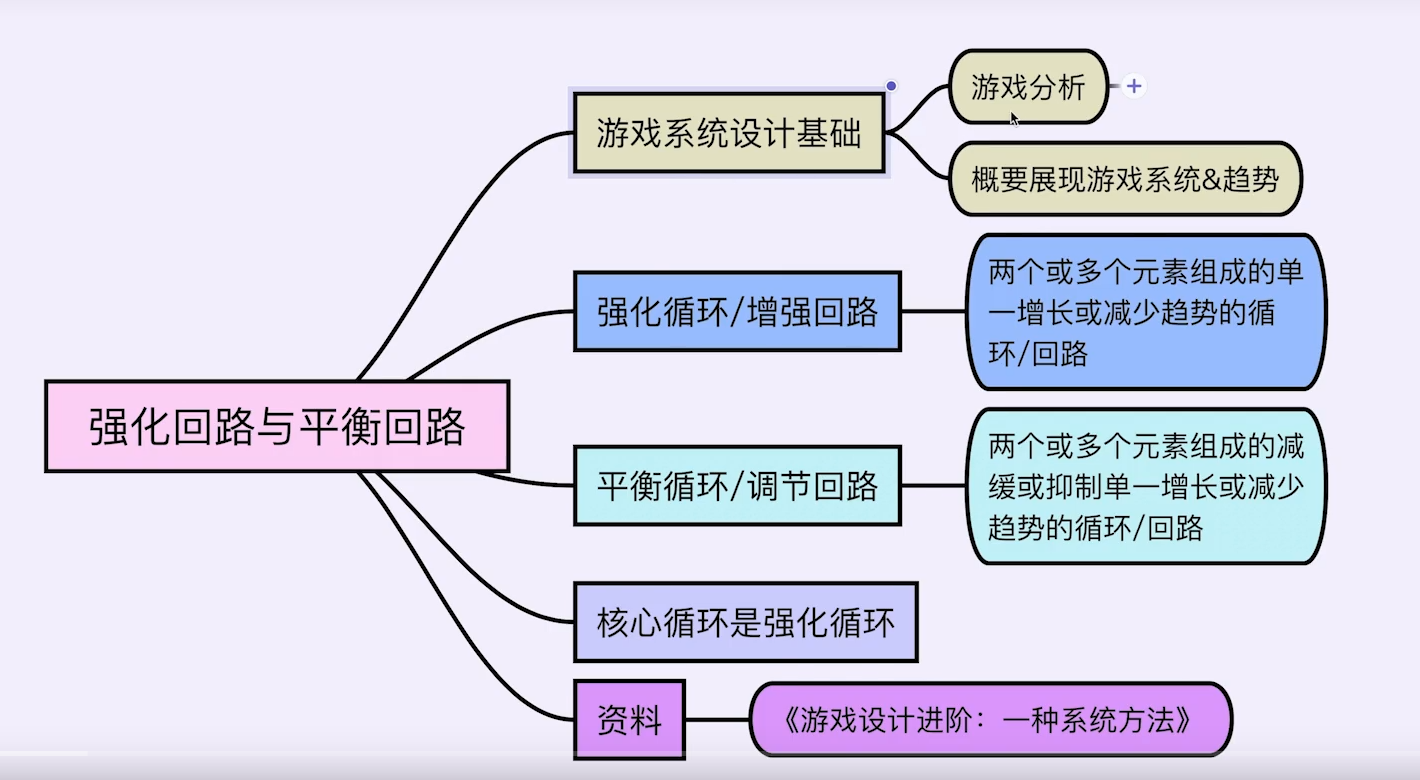 游戏分析
游戏系统设计基础
概要展现游戏系统&趋势
两个或多个元素组成的单
一增长或减少趋势的循
环/回路
强化循环/增强回路
强化回路与平衡回路
两个或多个元素组成的减
缓或抑制单一增长或减少
趋势的循环/回路
平衡循环/调节回路
核心循环是强化循环
资料
《游戏设计进阶：一种系统方法》